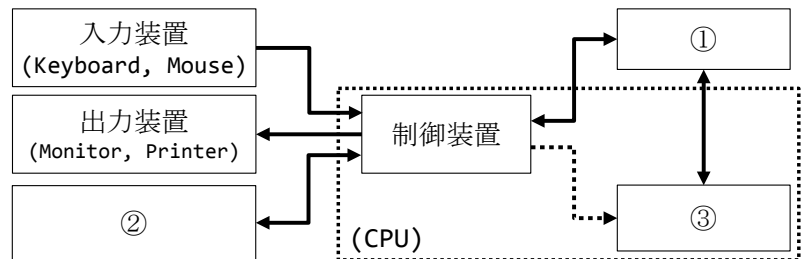 入力装置
(Keyboard, Mouse)
出力装置
(Monitor, Printer)
②
制御装置
(CPU)
①
③